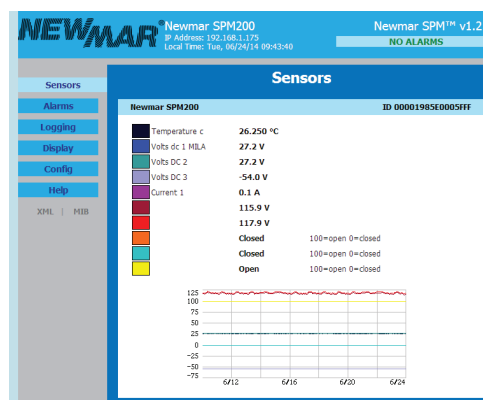 NEWMAR®
Newmar SPM200
IP Address: 192.168.1.175
Local Time: Tue, 06/24/14 09:43:40
Newmar SPM™ v1.2
NO ALARMS
Sensors
Alarms
Logging
Display
Config
Help
XML | MIB
Sensors
Newmar SPM200 ID 00001985E0005FFF
Temperature c 26.250 °C
Volts dc 1 MILA 27.2 V
Volts DC 2 27.2 V
Volts DC 3 -54.0 V
Current 1 0.1 A
115.9 V
117.9 V
Closed 100=open 0=closed
Closed 100=open 0=closed
Open 100=open 0=closed
125
100
75
50
25
0
-25
-50
-75
6/12 6/16 6/20 6/24